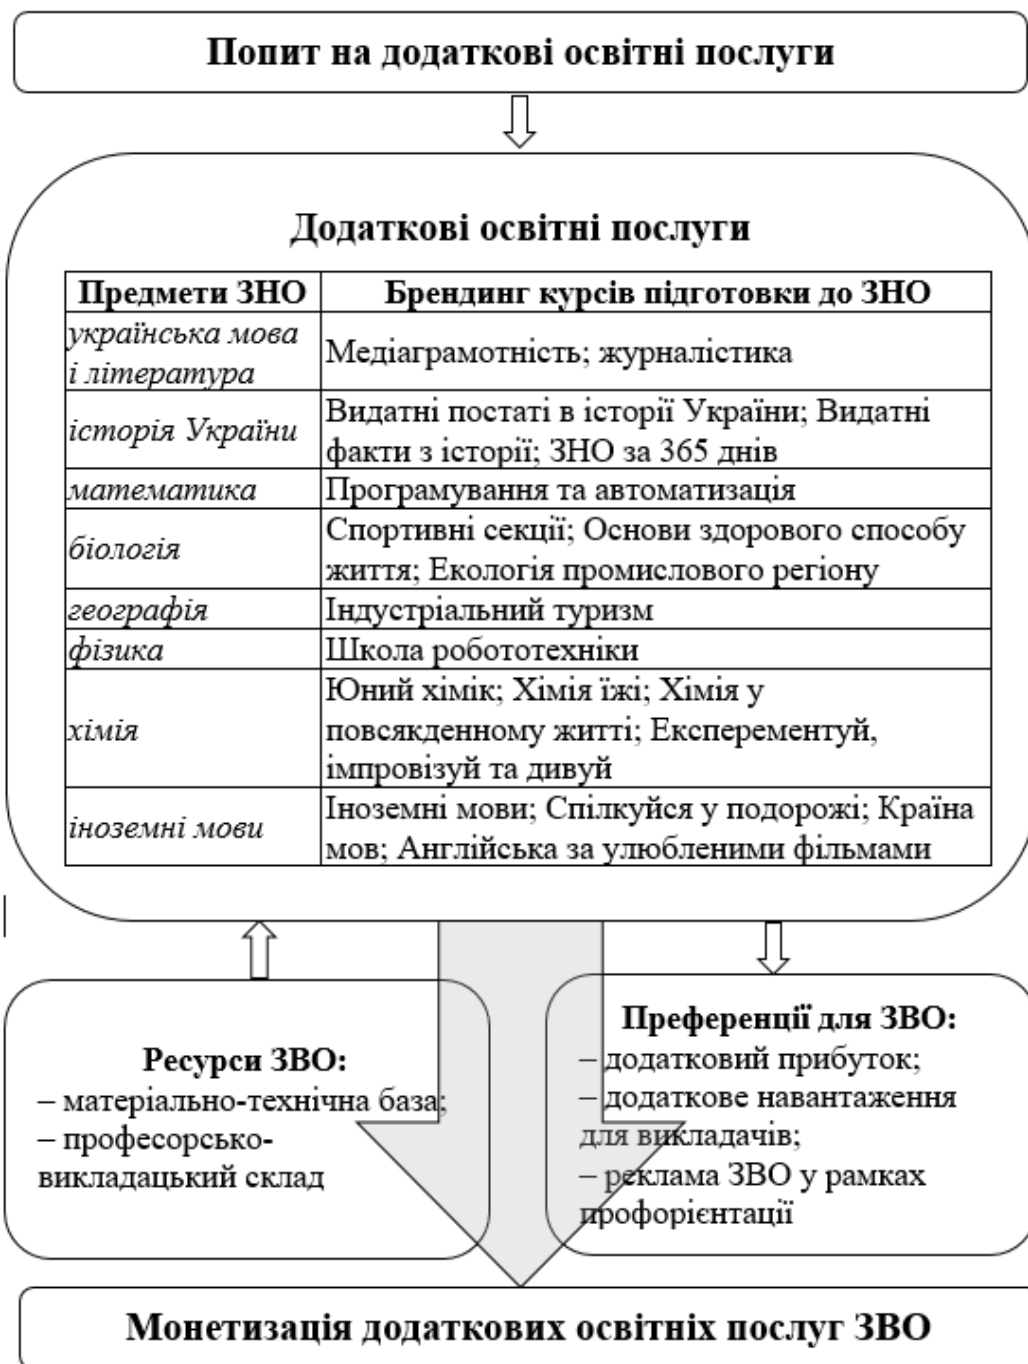 Попит на додаткові освітні послуги
Додаткові освітні послуги
Предмети ЗНО
Брендинг курсів підготовки до ЗНО
українська мова
і література
Медіаграмотність; журналістика
історія України
Видатні постаті в історії України; Видатні
факти з історії; ЗНО за 365 днів
математика
Програмування та автоматизація
біологія
Спортивні секції; Основи здорового способу
життя; Екологія промислового регіону
географія
Індустріальний туризм
фізика
Школа робототехніки
хімія
Юний хімік; Хімія їжі; Хімія у
повсякденному житті; Експерементуй,
імпровізуй та дивуй
іноземні мови
Іноземні мови; Спілкуйся у подорожі; Країна
мов; Англійська за улюбленими фільмами
Ресурси ЗВО:
– матеріально-технічна база;
– професорсько-
викладацький склад
Преференції для ЗВО:
– додатковий прибуток;
– додаткове навантаження
для викладачів;
– реклама ЗВО у рамках
профорієнтації
Монетизація додаткових освітніх послуг ЗВО